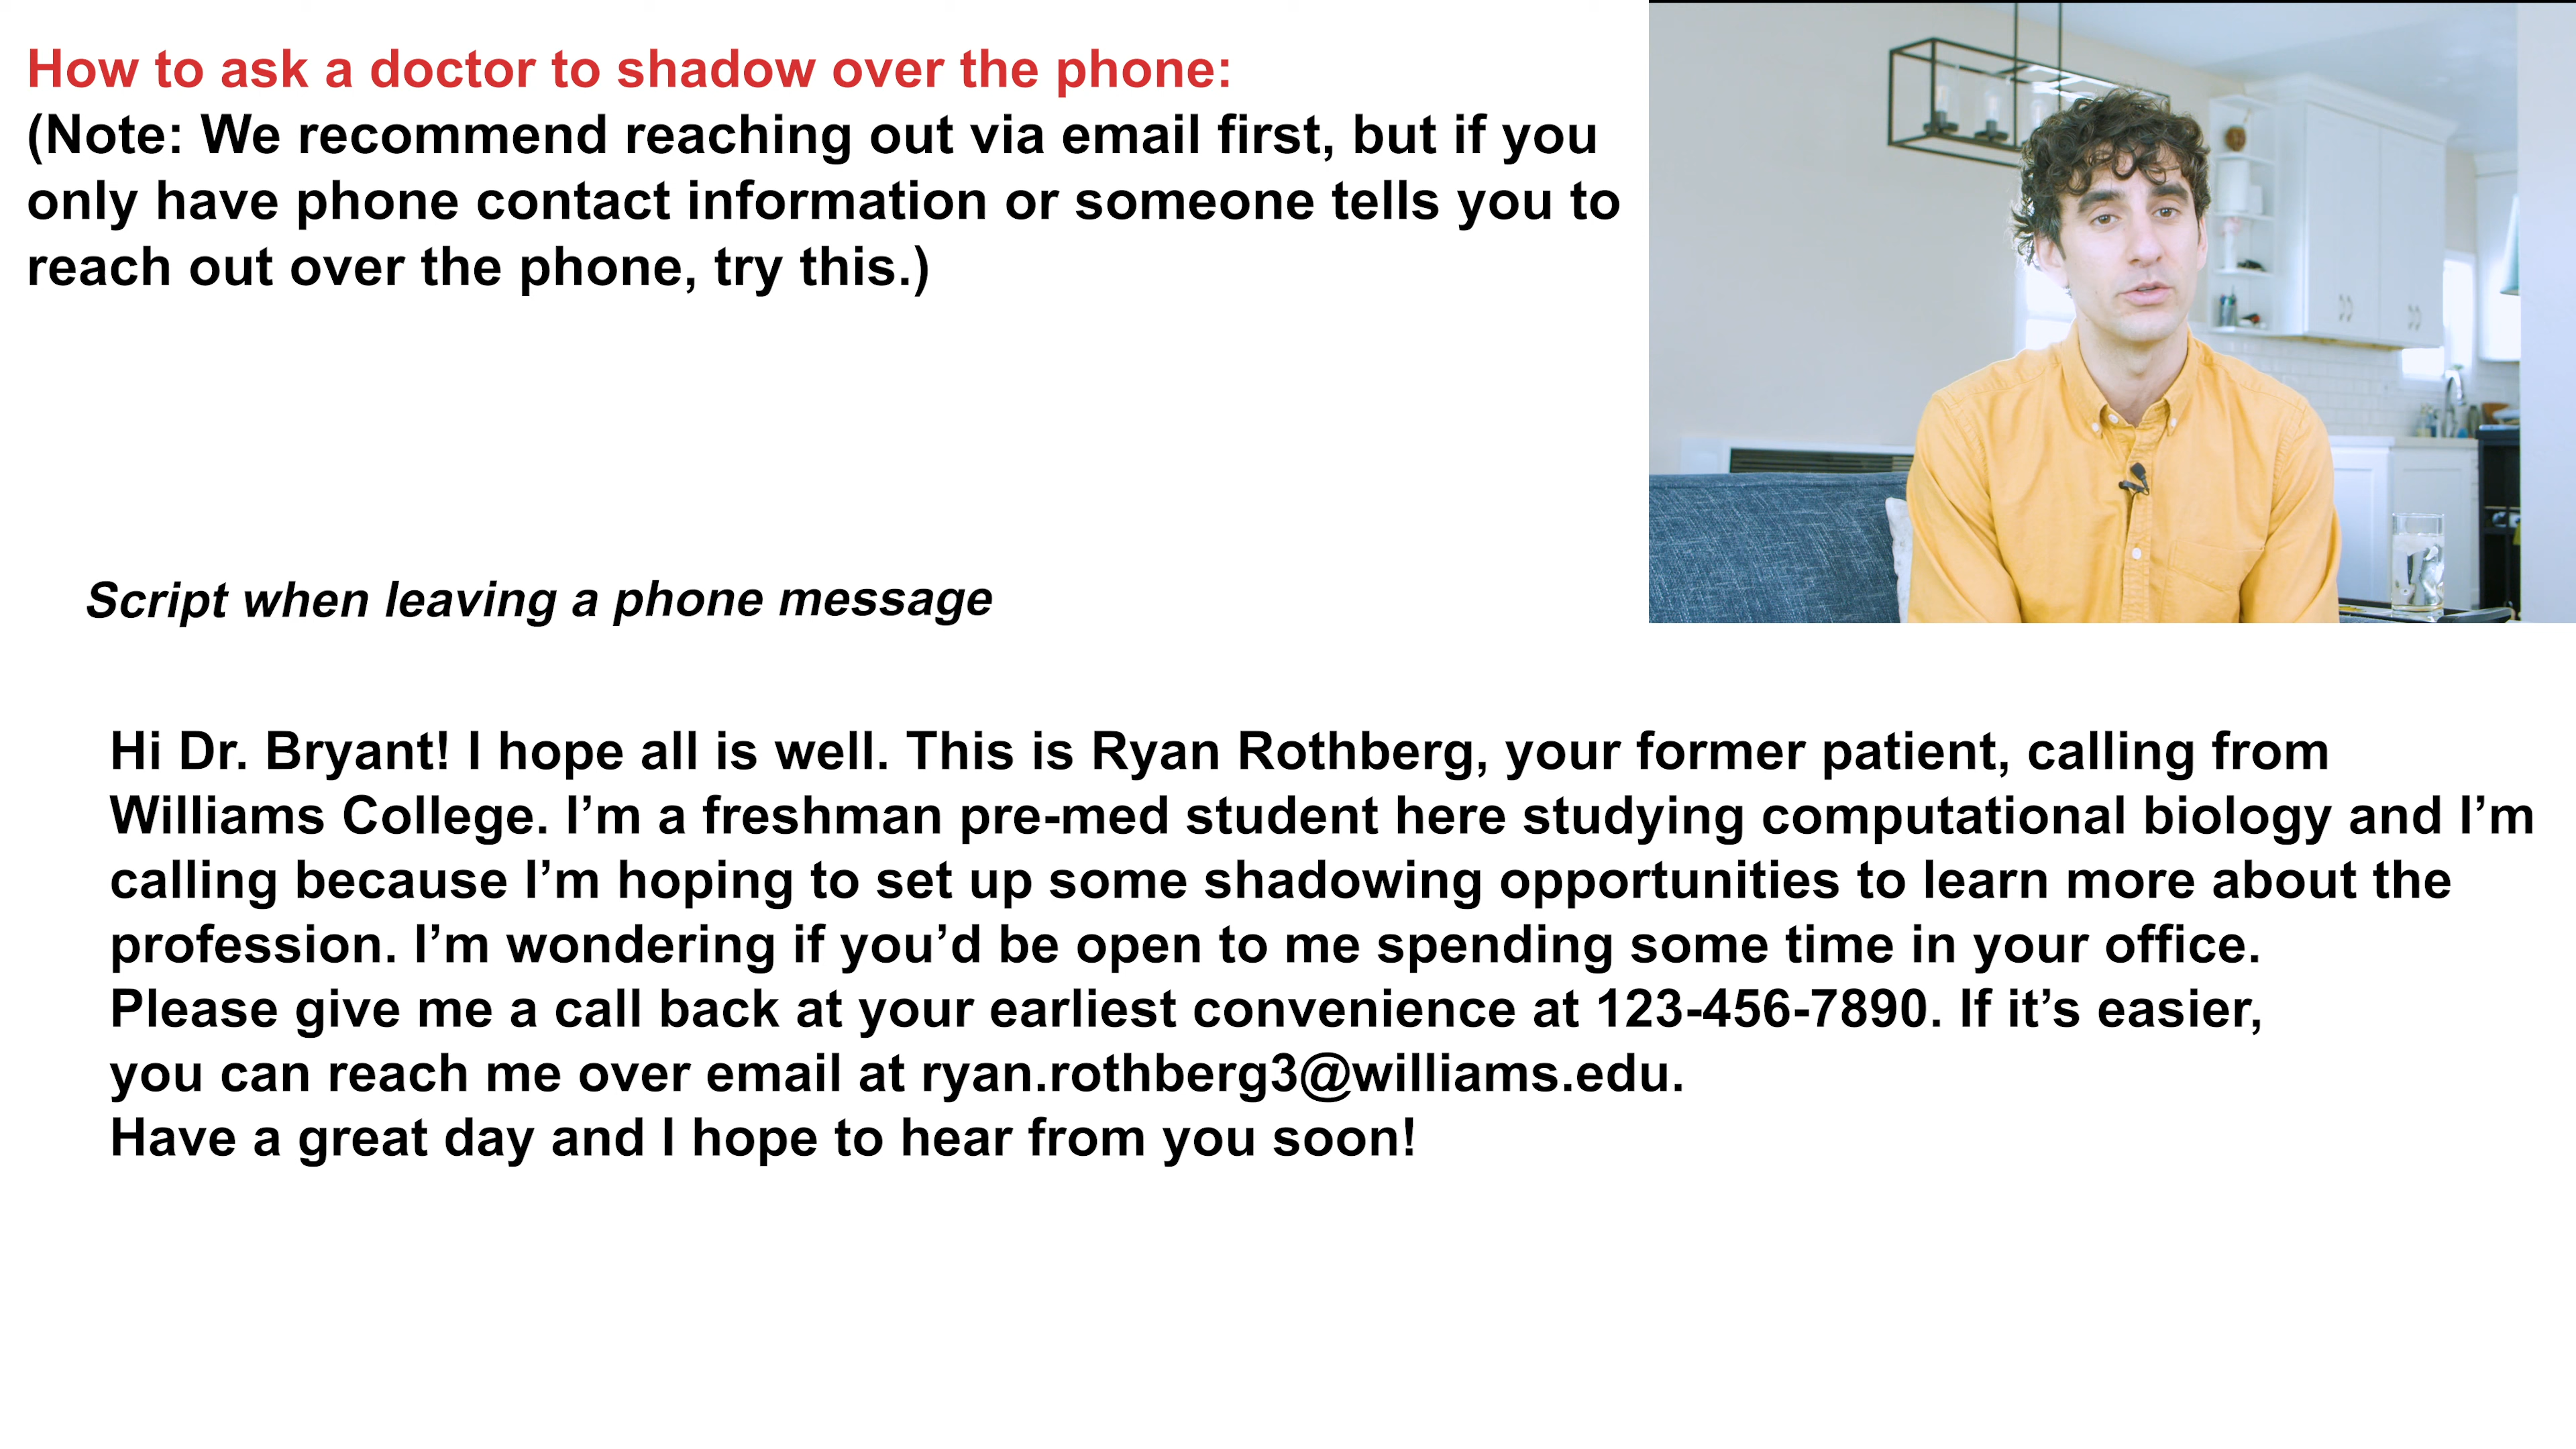 How to ask a doctor to shadow over the phone:
(Note: We recommend reaching out via email first, but if you
only have phone contact information or someone tells you to
reach out over the phone, try this.)
Script when leaving a phone message
Hi Dr. Bryant! I hope all is well. This is Ryan Rothberg, your former patient, calling from
Williams College. I’m a freshman pre-med student here studying computational biology and I’m
calling because I’m hoping to set up some shadowing opportunities to learn more about the
profession. I’m wondering if you’d be open to me spending some time in your office.
Please give me a call back at your earliest convenience at 123-456-7890. If it’s easier,
you can reach me over email at ryan.rothberg3@williams.edu.
Have a great day and I hope to hear from you soon!